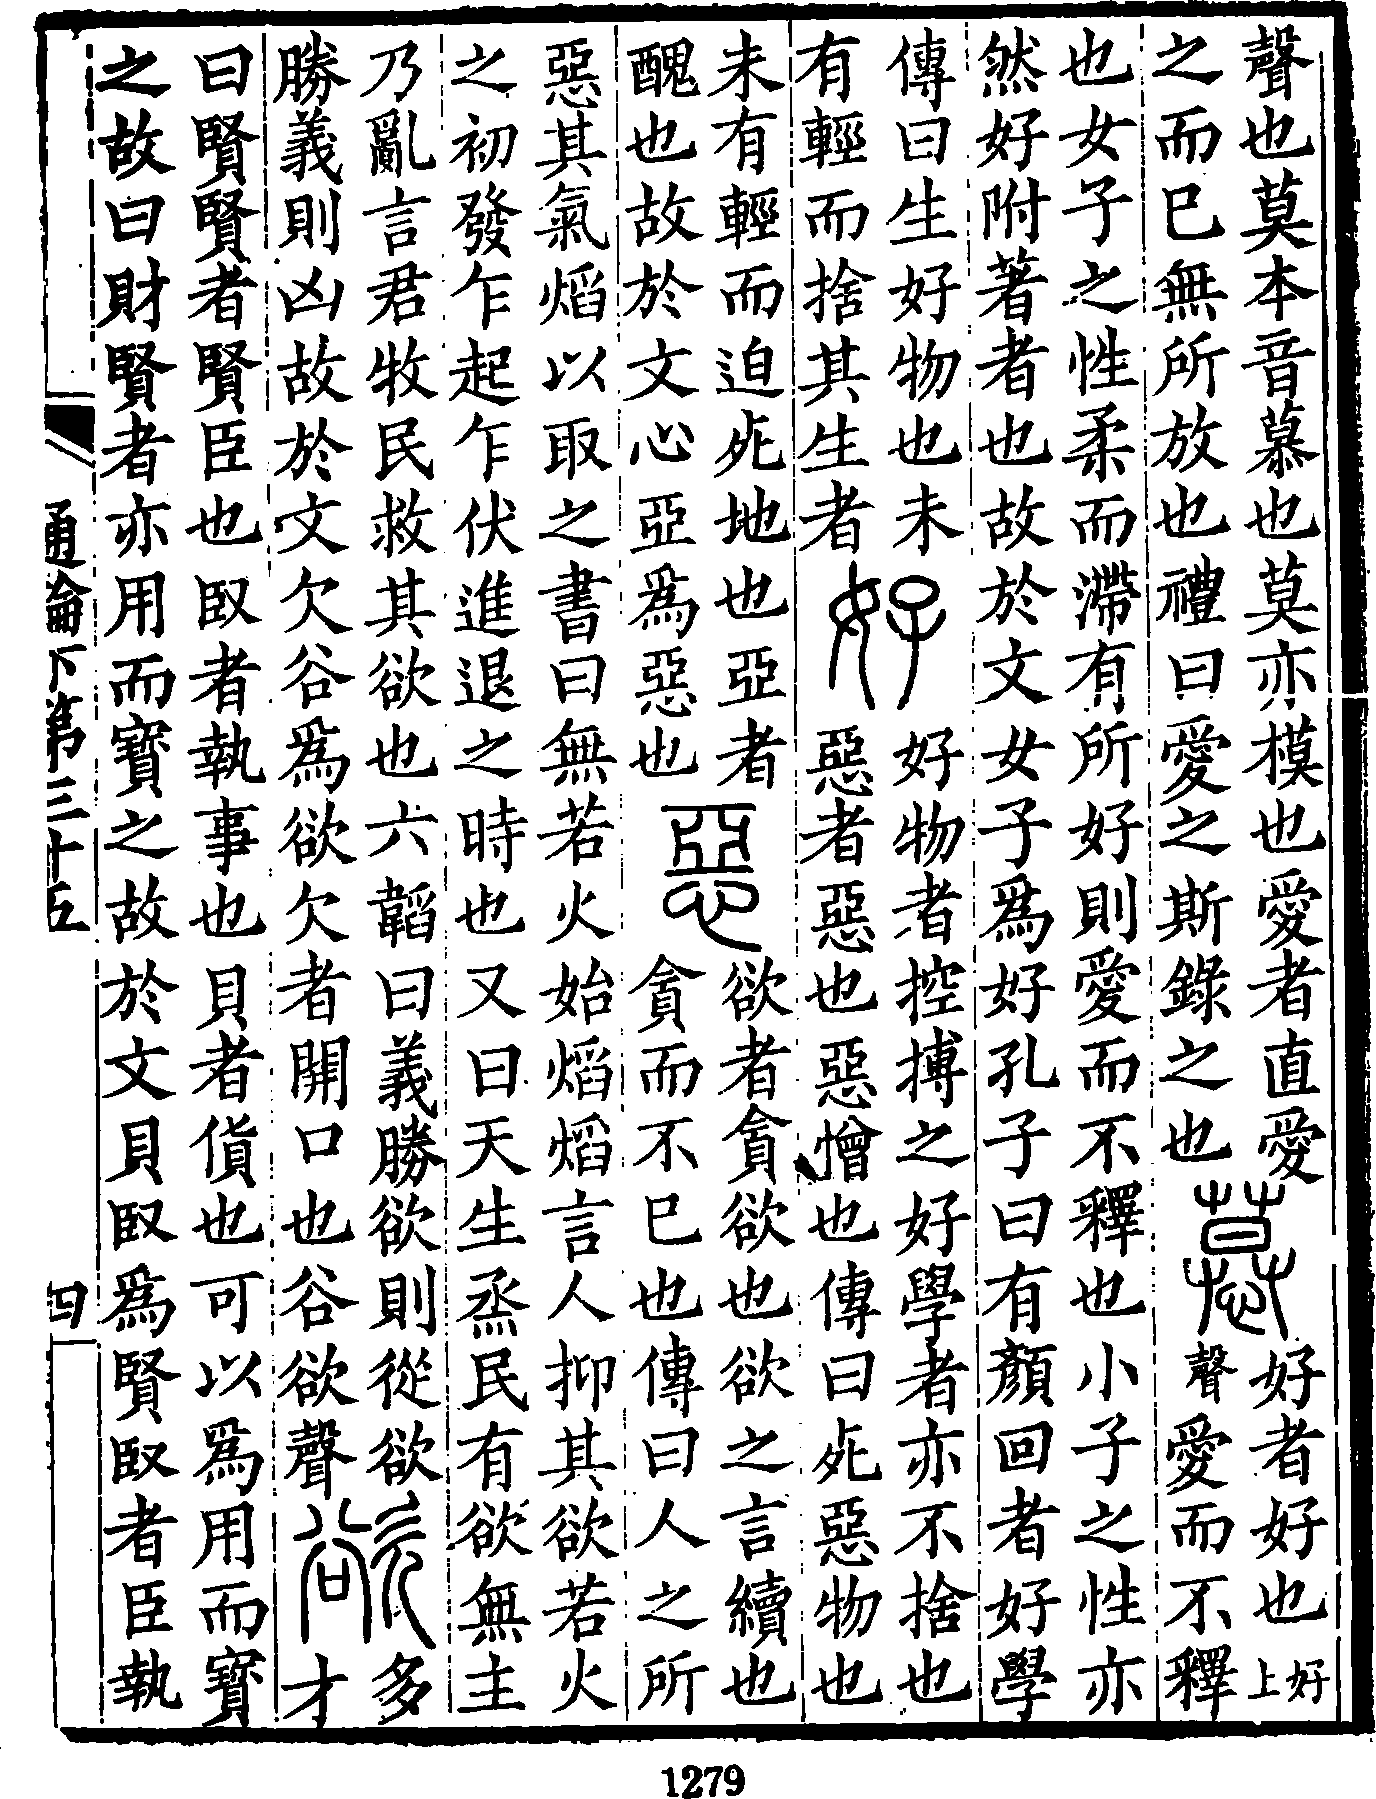 聲也莫本音慕也莫亦模也愛者直愛
之而已無所放也禮曰愛之斯錄之也
慕
好者好也好上
聲愛而不釋
也女子之性柔而滯有所好則愛而不釋也小子之性亦
然好附著者也故於文女子爲好孔子曰有顏回者好學
傳曰生好物也未
有輕而捨其生者
好
好物者控搏之好學者亦不捨也
惡者惡也惡憎也傳曰死惡物也
未有輕而迫死地也亞者
醜也故於文心亞爲惡也
惡
欲者貪欲也欲之言續也
貪而不已也傳曰人之所
惡其氣焰以取之書曰無若火始焰焰言人抑其欲若火
之初發乍起乍伏進退之時也又曰天生烝民有欲無主
乃亂言君牧民救其欲也六韜曰義勝欲則從欲
勝義則凶故於文欠谷爲欲欠者開口也谷欲聲
欲
多
才
曰賢賢者賢臣也臤者執事也貝者貨也可以爲用而寶
之故曰財賢者亦用而寶之故於文貝臤爲賢臤者臣執
通論下第三十五
四
1279